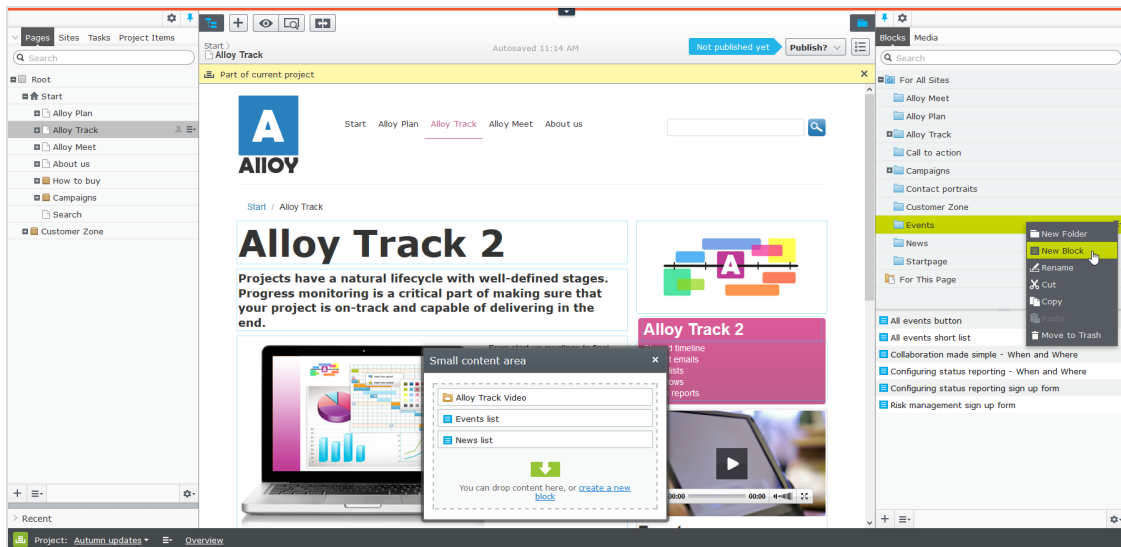 Pages Sites Tasks Project Items
Search
Root
Start
Alloy Plan
Alloy Track
Alloy Meet
About us
How to buy
Campaigns
Search
Customer Zone
Recent
Start
Alloy Track
Autosaved 11:14 AM
Not published yet
Publish?
Part of current project
A
Alloy
Start Alloy Plan Alloy Track Alloy Meet About us
Start / Alloy Track
Alloy Track 2
Projects have a natural lifecycle with well-defined stages.
Progress monitoring is a critical part of making sure that
your project is on-track and capable of delivering in the
end.
A
Alloy Track 2
timeline
emails
lists
reports
00:00 00:00
Small content area
Alloy Track Video
Events list
News list
You can drop content here, or create a new
block
Blocks Media
Search
For All Sites
Alloy Meet
Alloy Plan
Alloy Track
Call to action
Campaigns
Contact portraits
Customer Zone
Events
News
Startpage
For This Page
New Folder
New Block
Rename
Cut
Copy
Paste
Move to Trash
All events button
All events short list
Collaboration made simple - When and Where
Configuring status reporting - When and Where
Configuring status reporting sign up form
Risk management sign up form
Project: Autumn updates Overview